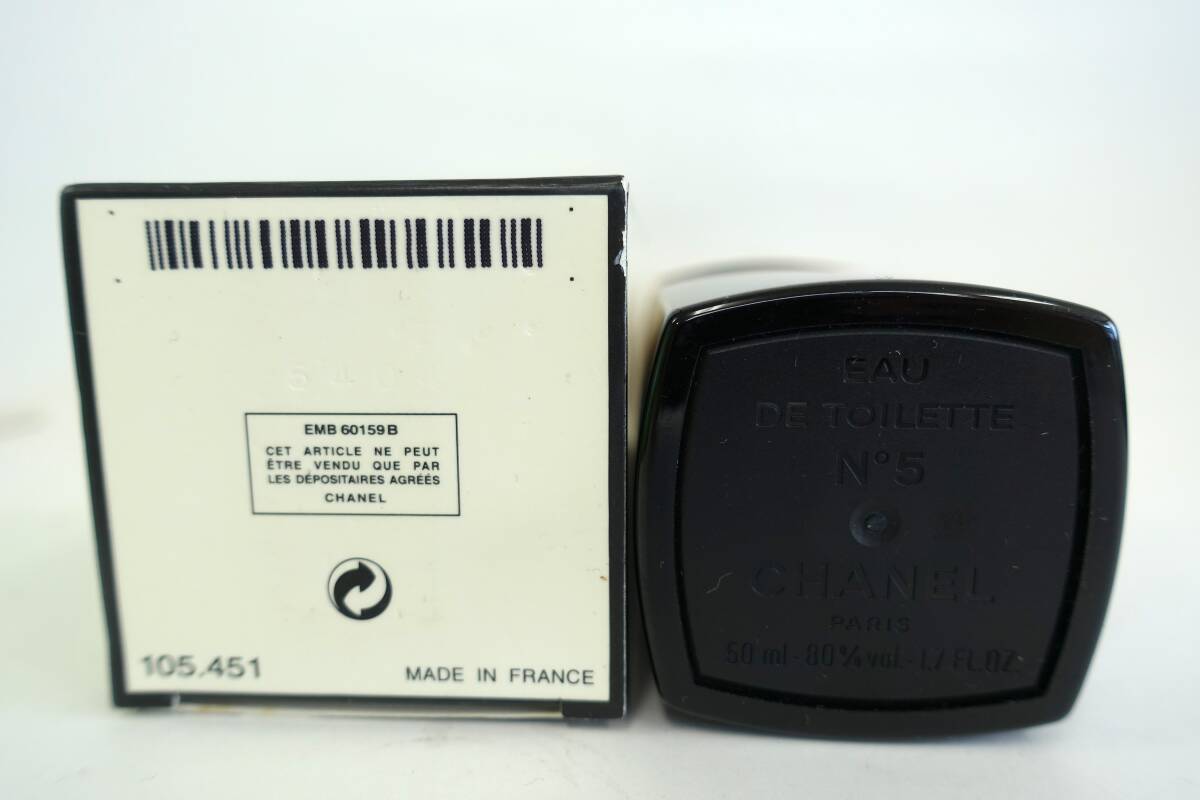 EMB 60159 B
CET ARTICLE NE PEUT
ÊTRE VENDU QUE PAR
LES DÉPOSITAIRES AGRÉÉS
CHANEL
105.451
MADE IN FRANCE
EAU
DE TOILETTE
N°5
CHANEL
PARIS
50 ml - 80% vol. - 1,7 FL.OZ.